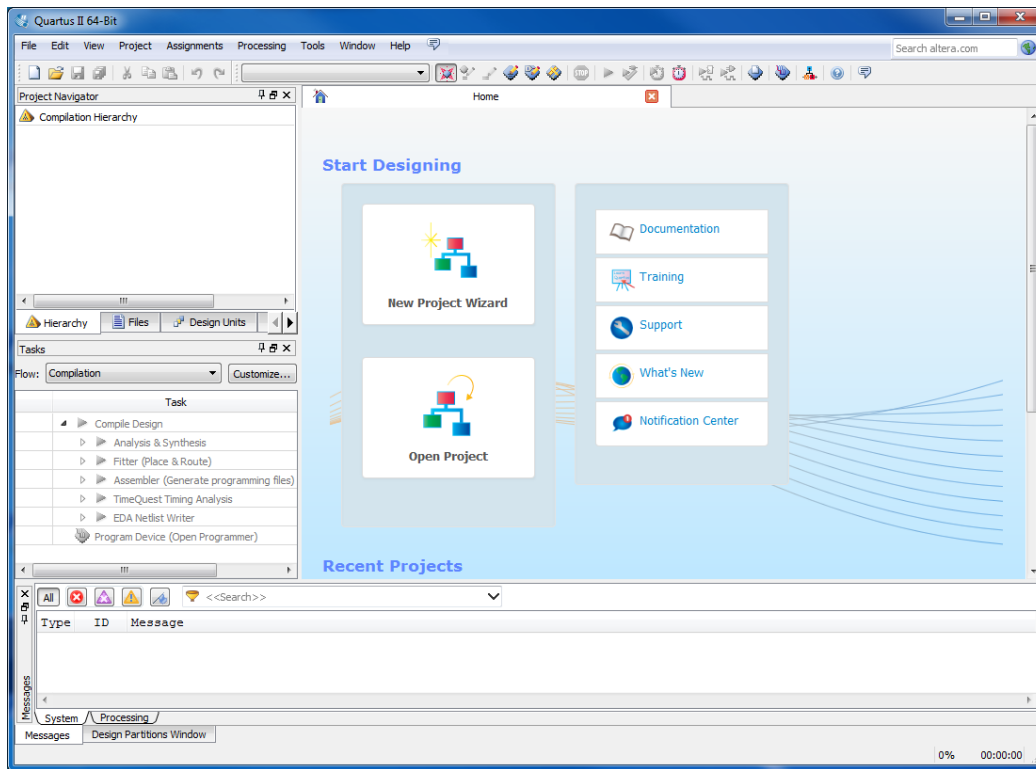 Quartus II 64-Bit
File Edit View Project Assignments Processing Tools Window Help
Search altera.com
STOP
Project Navigator
Home
Compilation Hierarchy
Start Designing
New Project Wizard
Open Project
Documentation
Training
Support
What's New
Notification Center
Recent Projects
Hierarchy Files Design Units
Tasks
Flow: Compilation Customize...
Task
Compile Design
Analysis & Synthesis
Fitter (Place & Route)
Assembler (Generate programming files)
TimeQuest Timing Analysis
EDA Netlist Writer
Program Device (Open Programmer)
All <<Search>>
Type ID Message
Messages
System Processing
Messages Design Partitions Window
0% 00:00:00